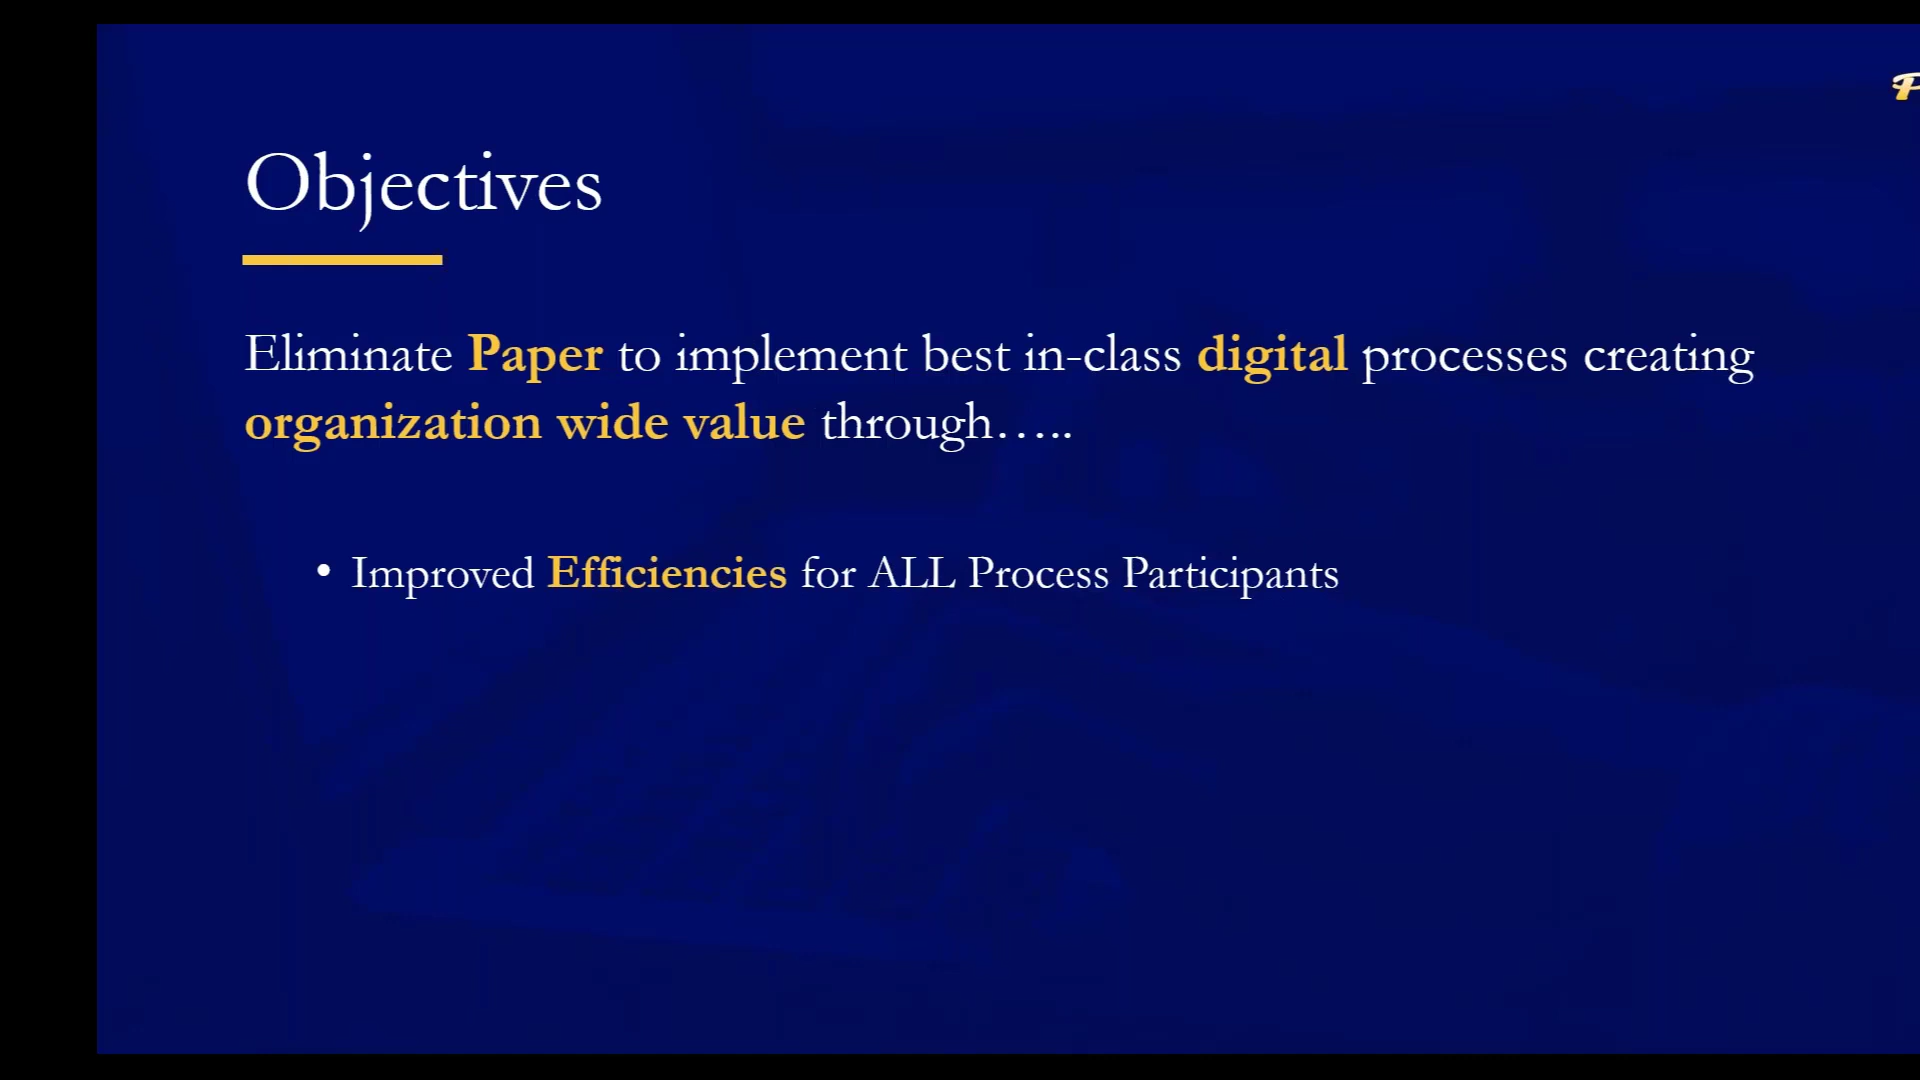 Objectives
Eliminate Paper to implement best in-class digital processes creating
organization wide value through…..
• Improved Efficiencies for ALL Process Participants